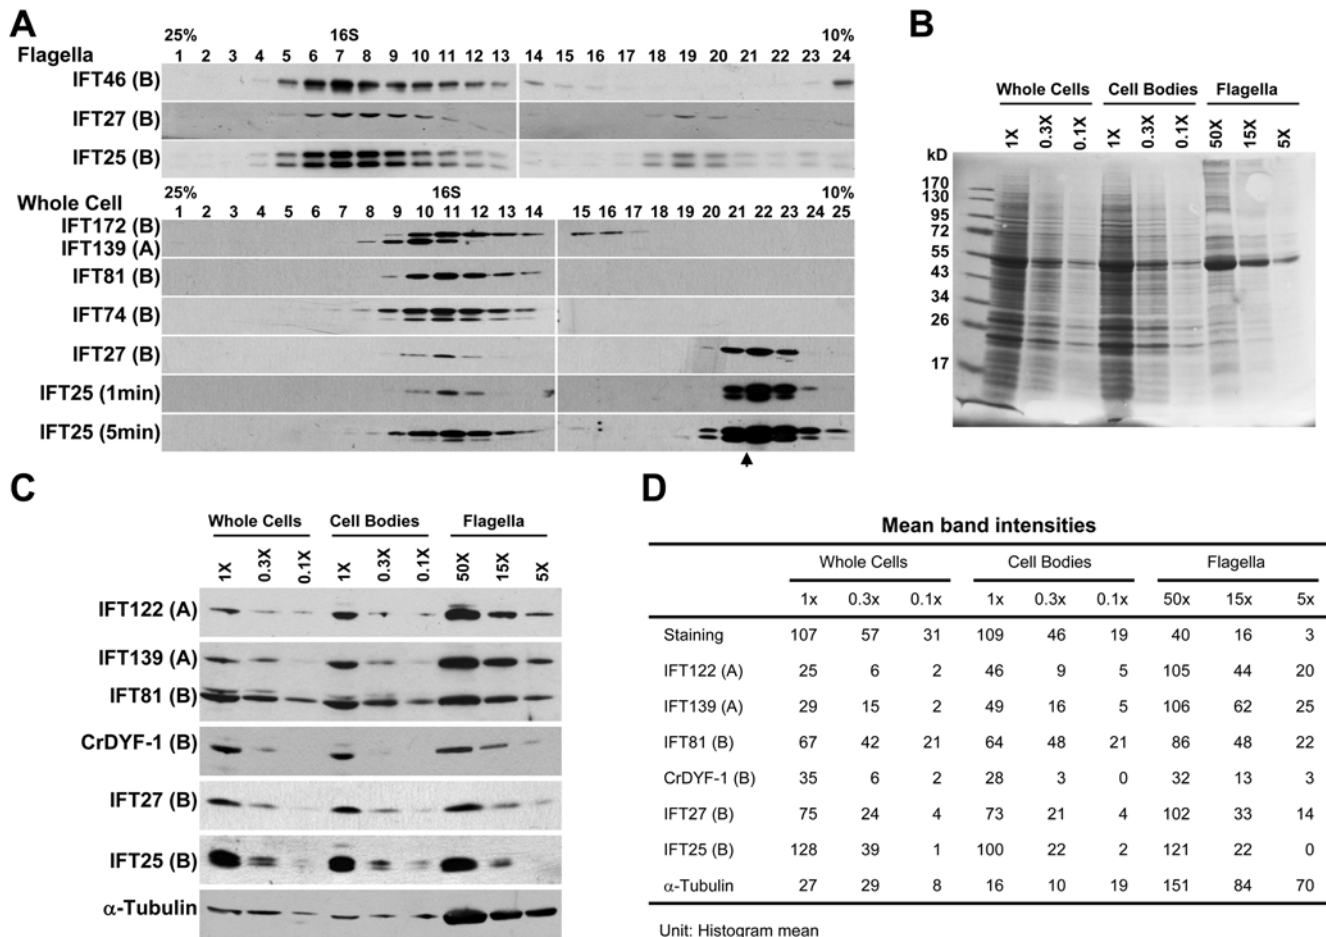 A
25% 16S 10%
Flagella 1 2 3 4 5 6 7 8 9 10 11 12 13 14 15 16 17 18 19 20 21 22 23 24
IFT46 (B)
IFT27 (B)
IFT25 (B)
25% 16S 10%
Whole Cell 1 2 3 4 5 6 7 8 9 10 11 12 13 14 15 16 17 18 19 20 21 22 23 24 25
IFT172 (B)
IFT139 (A)
IFT81 (B)
IFT74 (B)
IFT27 (B)
IFT25 (1min)
IFT25 (5min)
B
Whole Cells Cell Bodies Flagella
1X 0.3X 0.1X 1X 0.3X 0.1X 50X 15X 5X
kD
170
130
95
72
55
43
34
26
17
C
Whole Cells Cell Bodies Flagella
1X 0.3X 0.1X 1X 0.3X 0.1X 50X 15X 5X
IFT122 (A)
IFT139 (A)
IFT81 (B)
CrDYF-1 (B)
IFT27 (B)
IFT25 (B)
α-Tubulin
D
Mean band intensities
Whole Cells Cell Bodies Flagella
1x 0.3x 0.1x 1x 0.3x 0.1x 50x 15x 5x
Staining 107 57 31 109 46 19 40 16 3
IFT122 (A) 25 6 2 46 9 5 105 44 20
IFT139 (A) 29 15 2 49 16 5 106 62 25
IFT81 (B) 67 42 21 64 48 21 86 48 22
CrDYF-1 (B) 35 6 2 28 3 0 32 13 3
IFT27 (B) 75 24 4 73 21 4 102 33 14
IFT25 (B) 128 39 1 100 22 2 121 22 0
α-Tubulin 27 29 8 16 10 19 151 84 70
Unit: Histogram mean